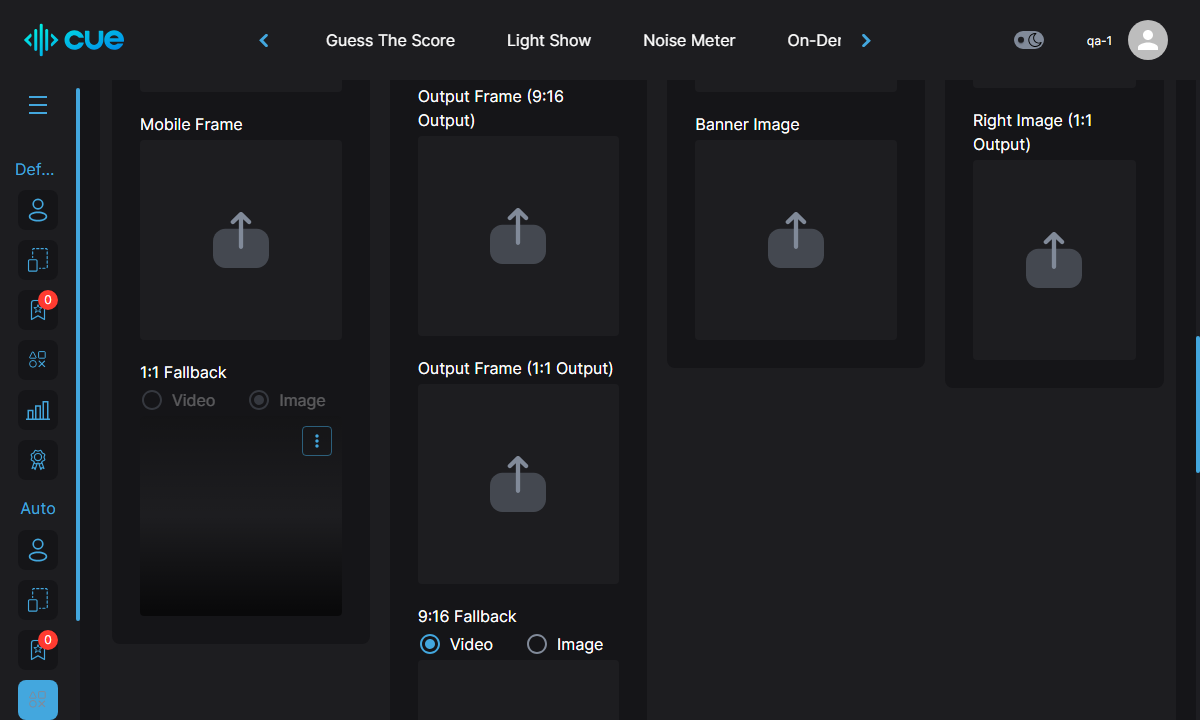 cue
Guess The Score
Light Show
Noise Meter
On-Der
qa-1
Def...
0
Auto
0
Mobile Frame
1:1 Fallback
Video
Image
Output Frame (9:16
Output)
Output Frame (1:1 Output)
9:16 Fallback
Video
Image
Banner Image
Right Image (1:1
Output)